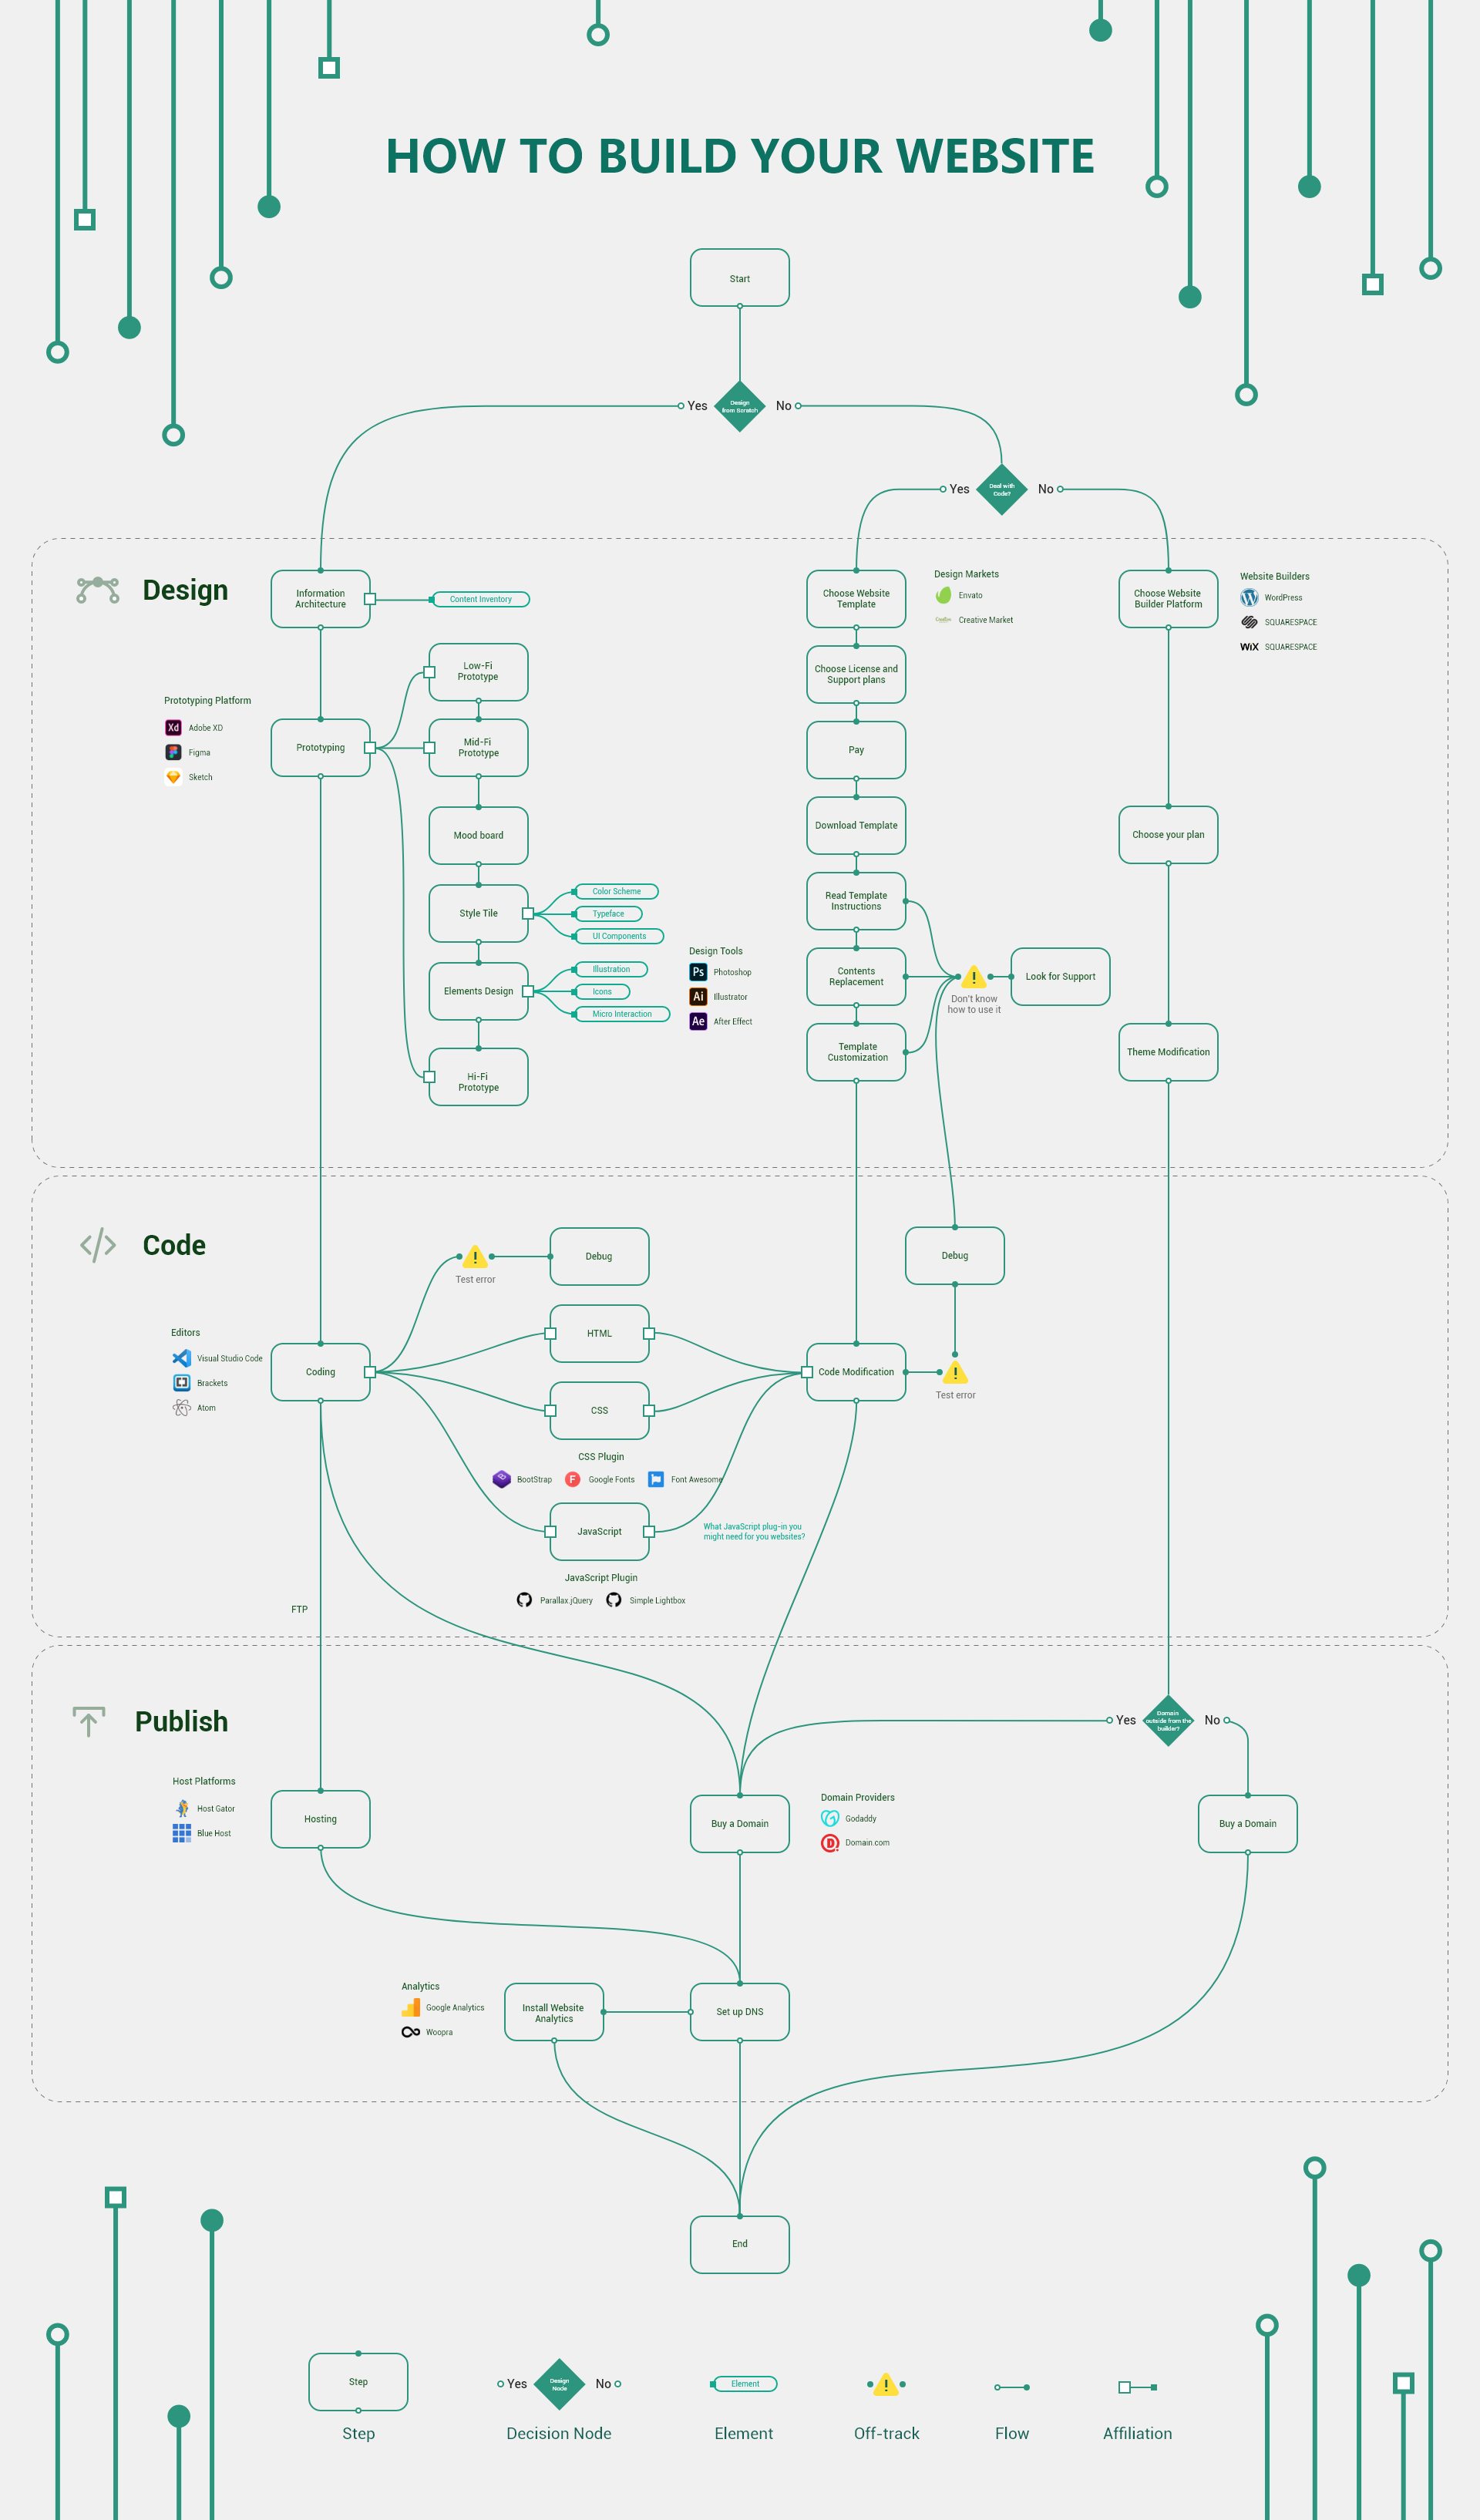 HOW TO BUILD YOUR WEBSITE
Start
Yes
Design
from Scratch
No
Yes
Deal with
Code?
No
Design
Information
Architecture
Content Inventory
Choose Website
Template
Design Markets
Envato
Creative Market
Choose Website
Builder Platform
Website Builders
WordPress
SQUARESPACE
WiX
SQUARESPACE
Low-Fi
Prototype
Choose License and
Support plans
Prototyping Platform
Xd
Adobe XD
Figma
Sketch
Prototyping
Mid-Fi
Prototype
Pay
Mood board
Download Template
Choose your plan
Style Tile
Color Scheme
Typeface
UI Components
Read Template
Instructions
Elements Design
Illustration
Icons
Micro Interaction
Design Tools
Ps
Photoshop
Ai
Illustrator
Ae
After Effect
Contents
Replacement
Don't know
how to use it
Look for Support
Template
Customization
Theme Modification
Hi-Fi
Prototype
Code
Test error
Debug
Debug
Editors
Visual Studio Code
Brackets
Atom
Coding
HTML
Code Modification
Test error
CSS
CSS Plugin
BootStrap
F
Google Fonts
Font Awesome
JavaScript
What JavaScript plug-in you
might need for you websites?
JavaScript Plugin
Parallax.jQuery
Simple Lightbox
FTP
Publish
Yes
Domain
outside from the
builder?
No
Host Platforms
Host Gator
Blue Host
Hosting
Buy a Domain
Domain Providers
Godaddy
Domain.com
Buy a Domain
Analytics
Google Analytics
Woopra
Install Website
Analytics
Set up DNS
End
Step
Yes
Design
Node
No
Element
Step
Decision Node
Element
Off-track
Flow
Affiliation